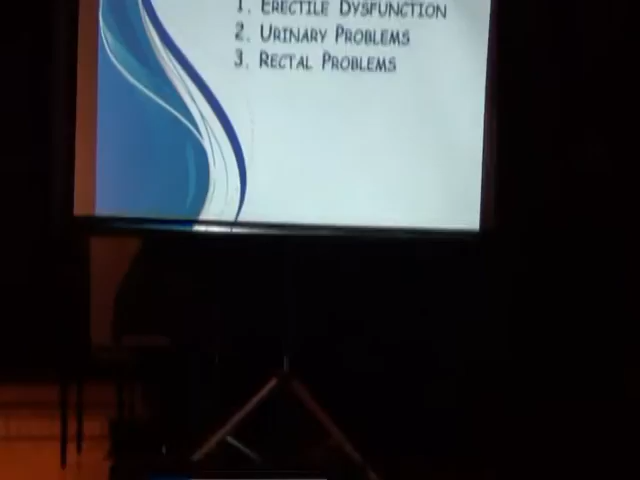 1. ERECTILE DYSFUNCTION
2. URINARY PROBLEMS
3. RECTAL PROBLEMS